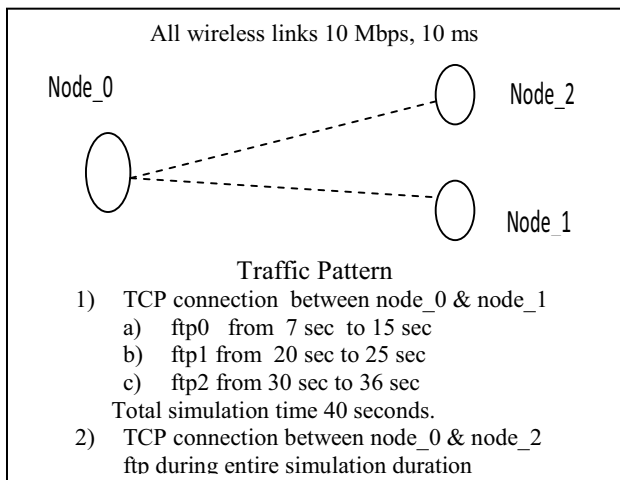 All wireless links 10 Mbps, 10 ms
Node_0
Node_2
Node_1
Traffic Pattern
1) TCP connection between node_0 & node_1
a) ftp0 from 7 sec to 15 sec
b) ftp1 from 20 sec to 25 sec
c) ftp2 from 30 sec to 36 sec
Total simulation time 40 seconds.
2) TCP connection between node_0 & node_2
ftp during entire simulation duration